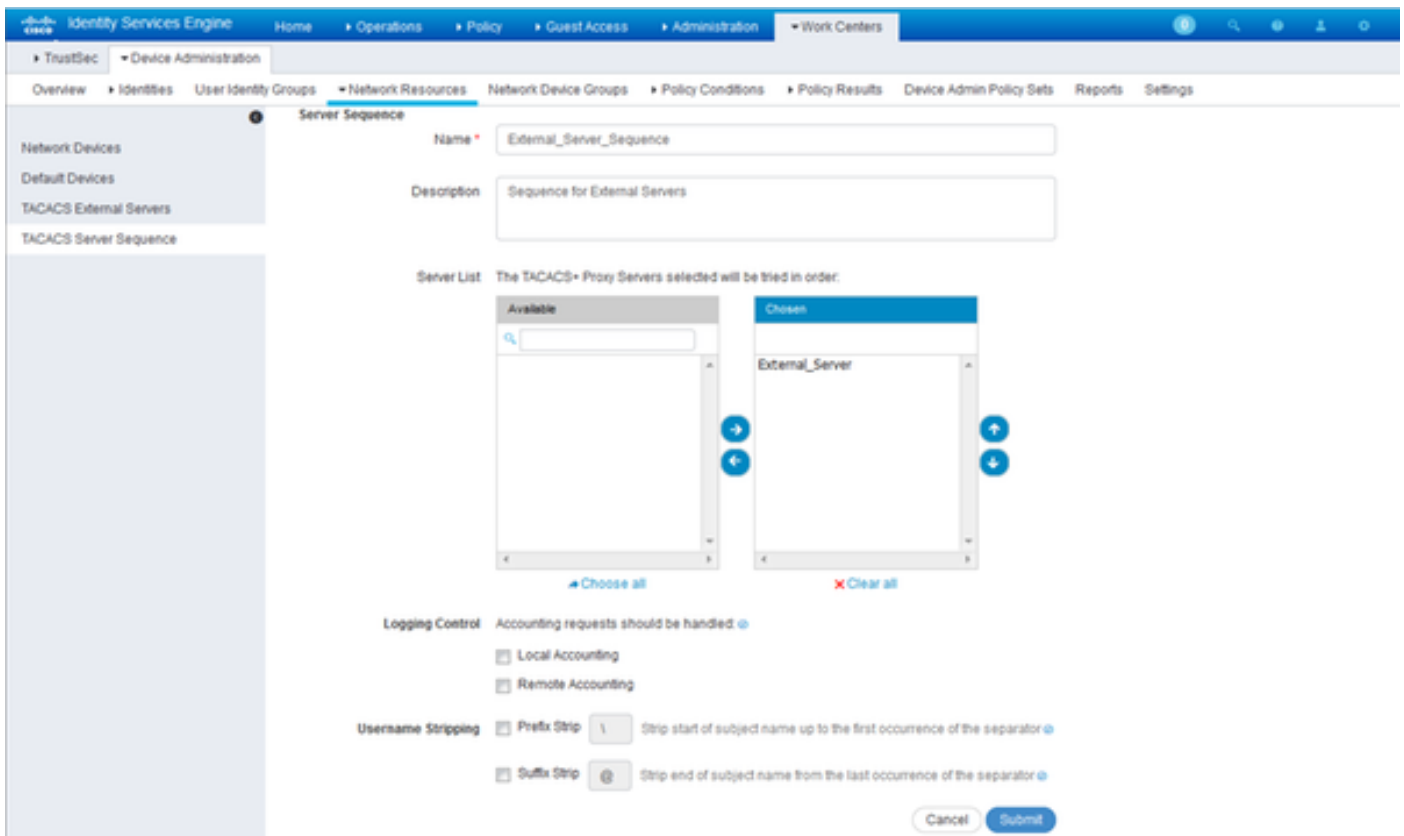 cisco Identity Services Engine Home Operations Policy Guest Access Administration Work Centers 0
TrustSec Device Administration
Overview Identities User Identity Groups Network Resources Network Device Groups Policy Conditions Policy Results Device Admin Policy Sets Reports Settings
Network Devices
Default Devices
TACACS External Servers
TACACS Server Sequence
Server Sequence
Name * External_Server_Sequence
Description Sequence for External Servers
Server List The TACACS+ Proxy Servers selected will be tried in order:
Available Chosen
External_Server
Choose all Clear all
Logging Control Accounting requests should be handled:
Local Accounting
Remote Accounting
Username Stripping Prefix Strip \ Strip start of subject name up to the first occurrence of the separator
Suffix Strip @ Strip end of subject name from the last occurrence of the separator
Cancel Submit